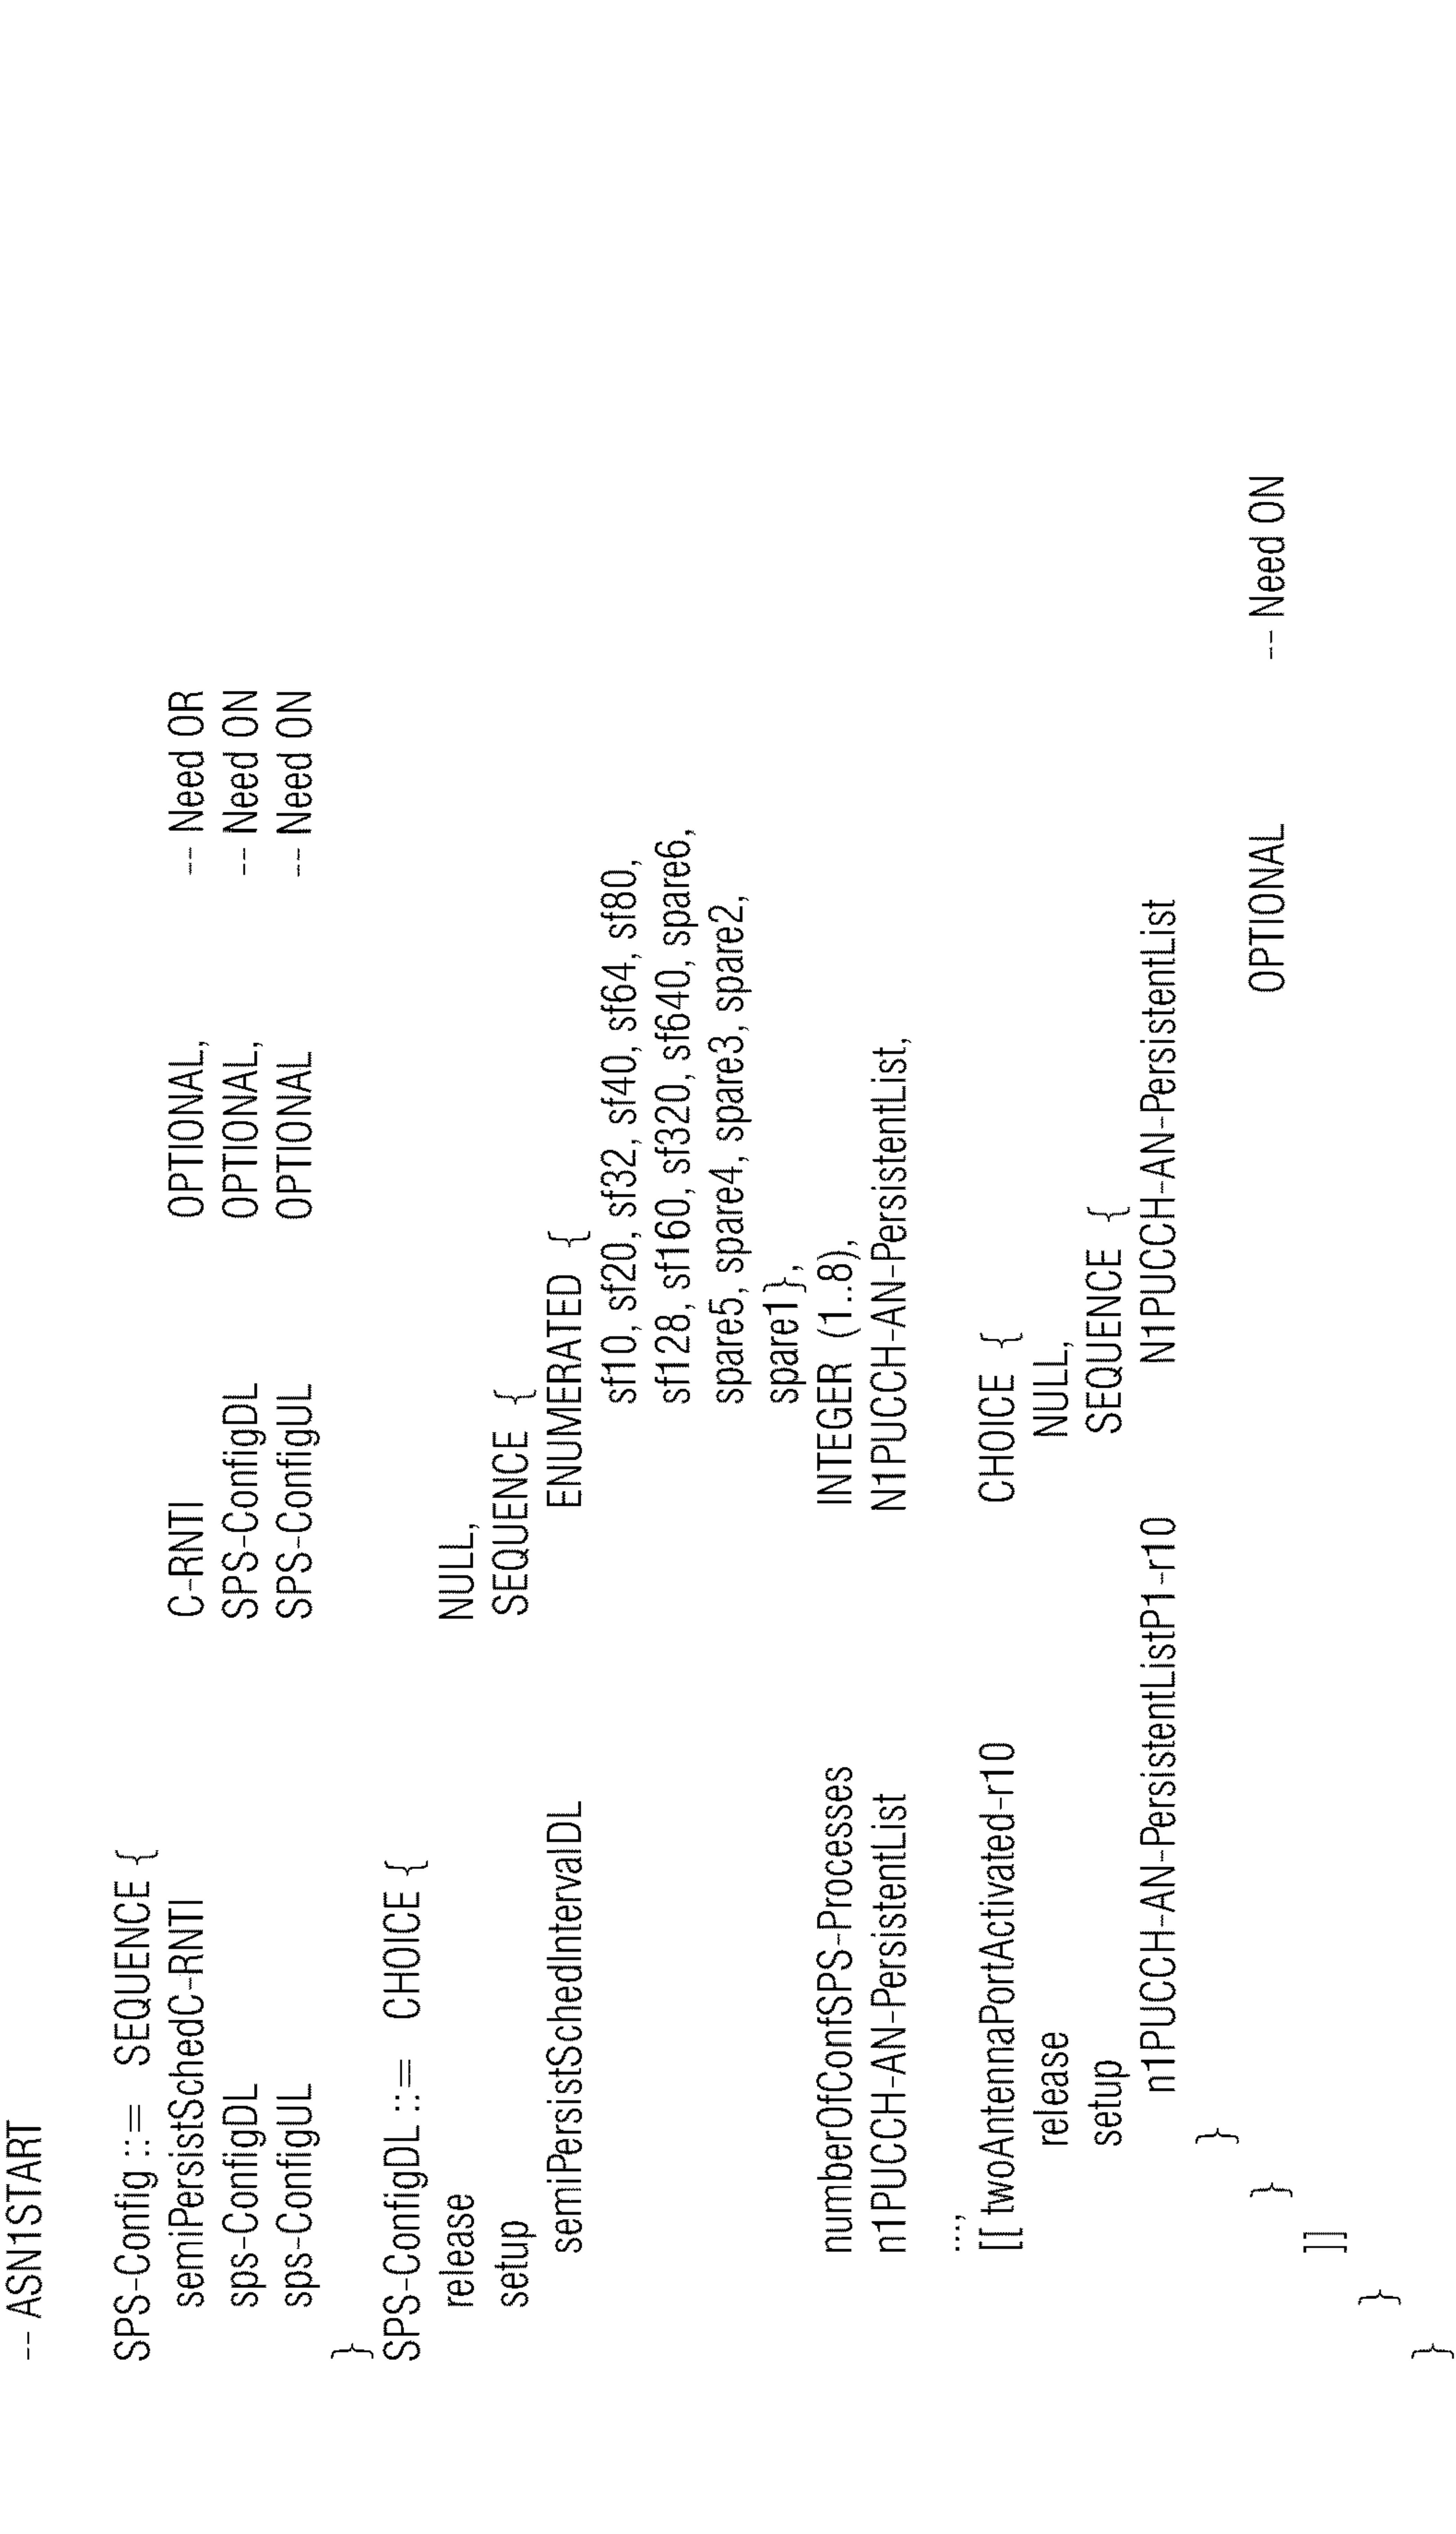 -- ASN1START
SPS-Config ::= SEQUENCE {
semiPersistSchedC-RNTI C-RNTI OPTIONAL, -- Need OR
sps-ConfigDL SPS-ConfigDL OPTIONAL, -- Need ON
sps-ConfigUL SPS-ConfigUL OPTIONAL -- Need ON
}
SPS-ConfigDL ::= CHOICE {
release NULL,
setup SEQUENCE {
semiPersistSchedIntervalDL ENUMERATED {
sf10, sf20, sf32, sf40, sf64, sf80,
sf128, sf160, sf320, sf640, spare6,
spare5, spare4, spare3, spare2,
spare1},
numberOfConfSPS-Processes INTEGER (1..8),
n1PUCCH-AN-PersistentList N1PUCCH-AN-PersistentList,
...,
[[ twoAntennaPortActivated-r10 CHOICE {
release NULL,
setup SEQUENCE {
n1PUCCH-AN-PersistentListP1-r10 N1PUCCH-AN-PersistentList
}
} OPTIONAL -- Need ON
]]
}
}